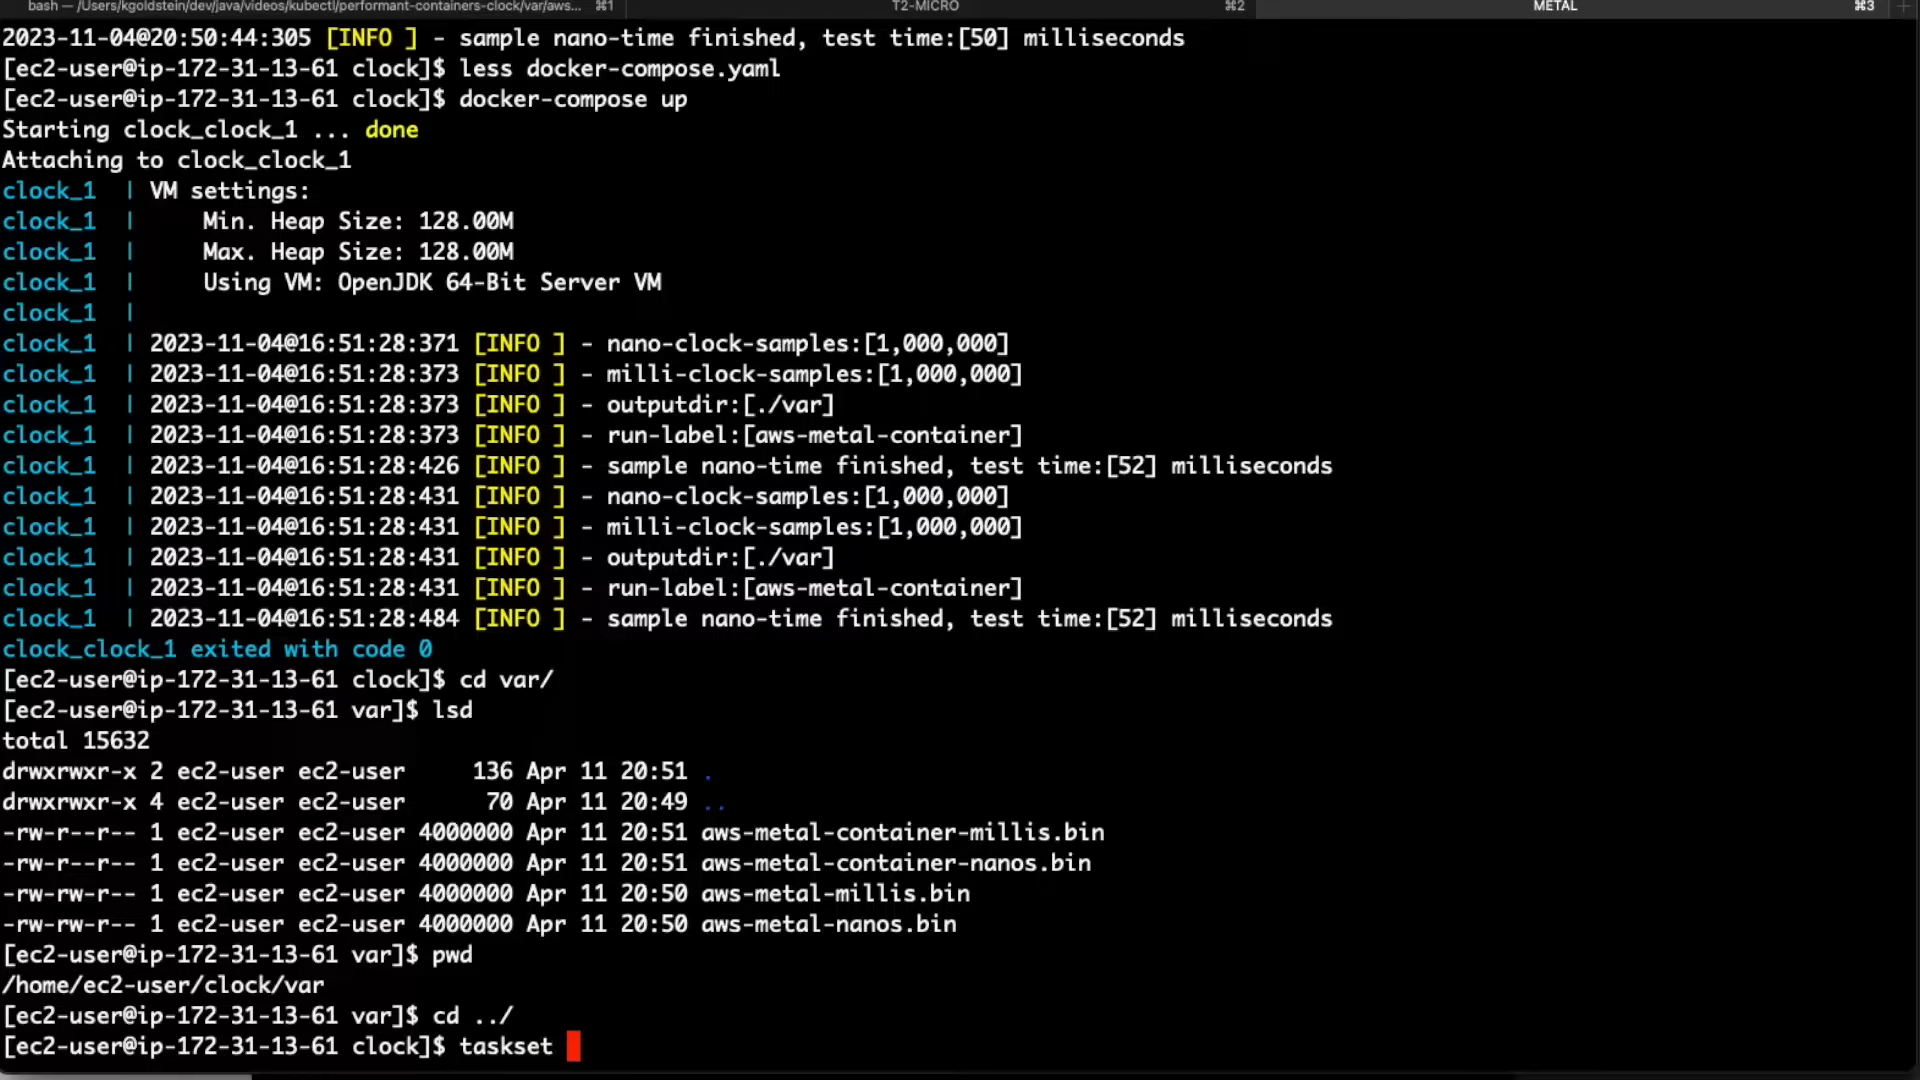 bash — /Users/kgoldstein/dev/java/videos/kubectl/performant-containers-clock/var/aws... ⌘1 T2-MICRO ⌘2 METAL ⌘3 +
2023-11-04@20:50:44:305 [INFO ] - sample nano-time finished, test time:[50] milliseconds
[ec2-user@ip-172-31-13-61 clock]$ less docker-compose.yaml
[ec2-user@ip-172-31-13-61 clock]$ docker-compose up
Starting clock_clock_1 ... done
Attaching to clock_clock_1
clock_1  | VM settings:
clock_1  |     Min. Heap Size: 128.00M
clock_1  |     Max. Heap Size: 128.00M
clock_1  |     Using VM: OpenJDK 64-Bit Server VM
clock_1  |
clock_1  | 2023-11-04@16:51:28:371 [INFO ] - nano-clock-samples:[1,000,000]
clock_1  | 2023-11-04@16:51:28:373 [INFO ] - milli-clock-samples:[1,000,000]
clock_1  | 2023-11-04@16:51:28:373 [INFO ] - outputdir:[./var]
clock_1  | 2023-11-04@16:51:28:373 [INFO ] - run-label:[aws-metal-container]
clock_1  | 2023-11-04@16:51:28:426 [INFO ] - sample nano-time finished, test time:[52] milliseconds
clock_1  | 2023-11-04@16:51:28:431 [INFO ] - nano-clock-samples:[1,000,000]
clock_1  | 2023-11-04@16:51:28:431 [INFO ] - milli-clock-samples:[1,000,000]
clock_1  | 2023-11-04@16:51:28:431 [INFO ] - outputdir:[./var]
clock_1  | 2023-11-04@16:51:28:431 [INFO ] - run-label:[aws-metal-container]
clock_1  | 2023-11-04@16:51:28:484 [INFO ] - sample nano-time finished, test time:[52] milliseconds
clock_clock_1 exited with code 0
[ec2-user@ip-172-31-13-61 clock]$ cd var/
[ec2-user@ip-172-31-13-61 var]$ lsd
total 15632
drwxrwxr-x 2 ec2-user ec2-user     136 Apr 11 20:51 .
drwxrwxr-x 4 ec2-user ec2-user      70 Apr 11 20:49 ..
-rw-r--r-- 1 ec2-user ec2-user 4000000 Apr 11 20:51 aws-metal-container-millis.bin
-rw-r--r-- 1 ec2-user ec2-user 4000000 Apr 11 20:51 aws-metal-container-nanos.bin
-rw-rw-r-- 1 ec2-user ec2-user 4000000 Apr 11 20:50 aws-metal-millis.bin
-rw-rw-r-- 1 ec2-user ec2-user 4000000 Apr 11 20:50 aws-metal-nanos.bin
[ec2-user@ip-172-31-13-61 var]$ pwd
/home/ec2-user/clock/var
[ec2-user@ip-172-31-13-61 var]$ cd ../
[ec2-user@ip-172-31-13-61 clock]$ taskset